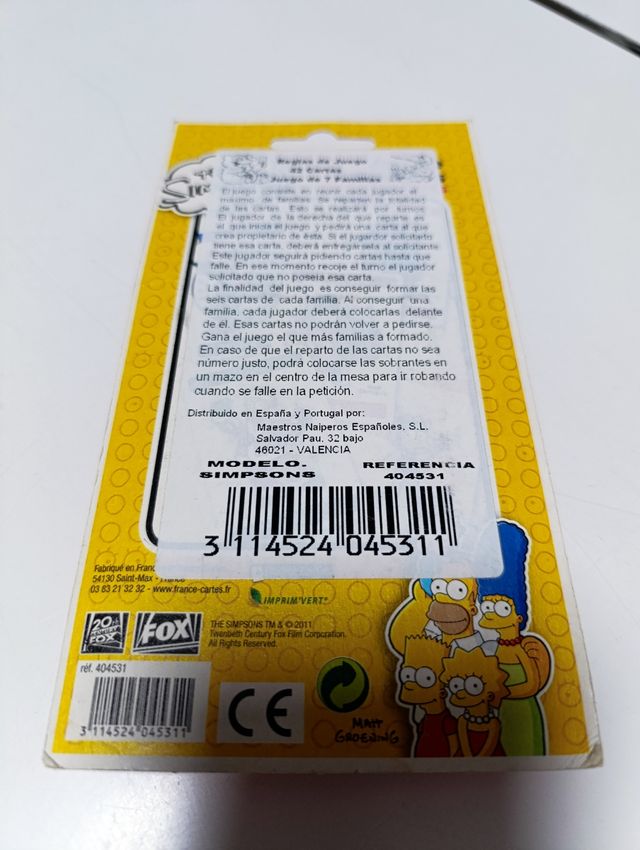 Reglas de Juego
42 Cartas
Juego de 7 Familias
El juego consiste en reunir cada jugador el
máximo de familias. Se reparten la totalidad
de las cartas. Esto se realizará por turnos.
El jugador de la derecha del que reparte es
el que inicia el juego y pedirá una carta al que
crea propietario de ésta. Si el jugardor solicitado
tiene esa carta, deberá entregársela al solicitante.
Este jugador seguirá pidiendo cartas hasta que
falle. En ese momento recoje el turno el jugador
solicitado que no poseia esa carta.
La finalidad del juego es conseguir formar las
seis cartas de cada familia. Al conseguir una
familia, cada jugador deberá colocarlas delante
de él. Esas cartas no podrán volver a pedirse.
Gana el juego el que más familias a formado.
En caso de que el reparto de las cartas no sea
número justo, podrá colocarse las sobrantes en
un mazo en el centro de la mesa para ir robando
cuando se falle en la petición.
Distribuido en España y Portugal por:
Maestros Naiperos Españoles, S.L.
Salvador Pau, 32 bajo
46021 - VALENCIA
MODELO. REFERENCIA
SIMPSONS 404531
3 114524 045311
Fabriqué en Franc
54130 Saint-Max - France
03 83 21 32 32 - www.france-cartes.fr
IMPRIM'VERT®
20th CENTURY FOX
FOX
THE SIMPSONS TM & © 2011
Twentieth Century Fox Film Corporation.
All Rights Reserved.
réf. 404531
3 114524 045311
CE
MATT
GROENING